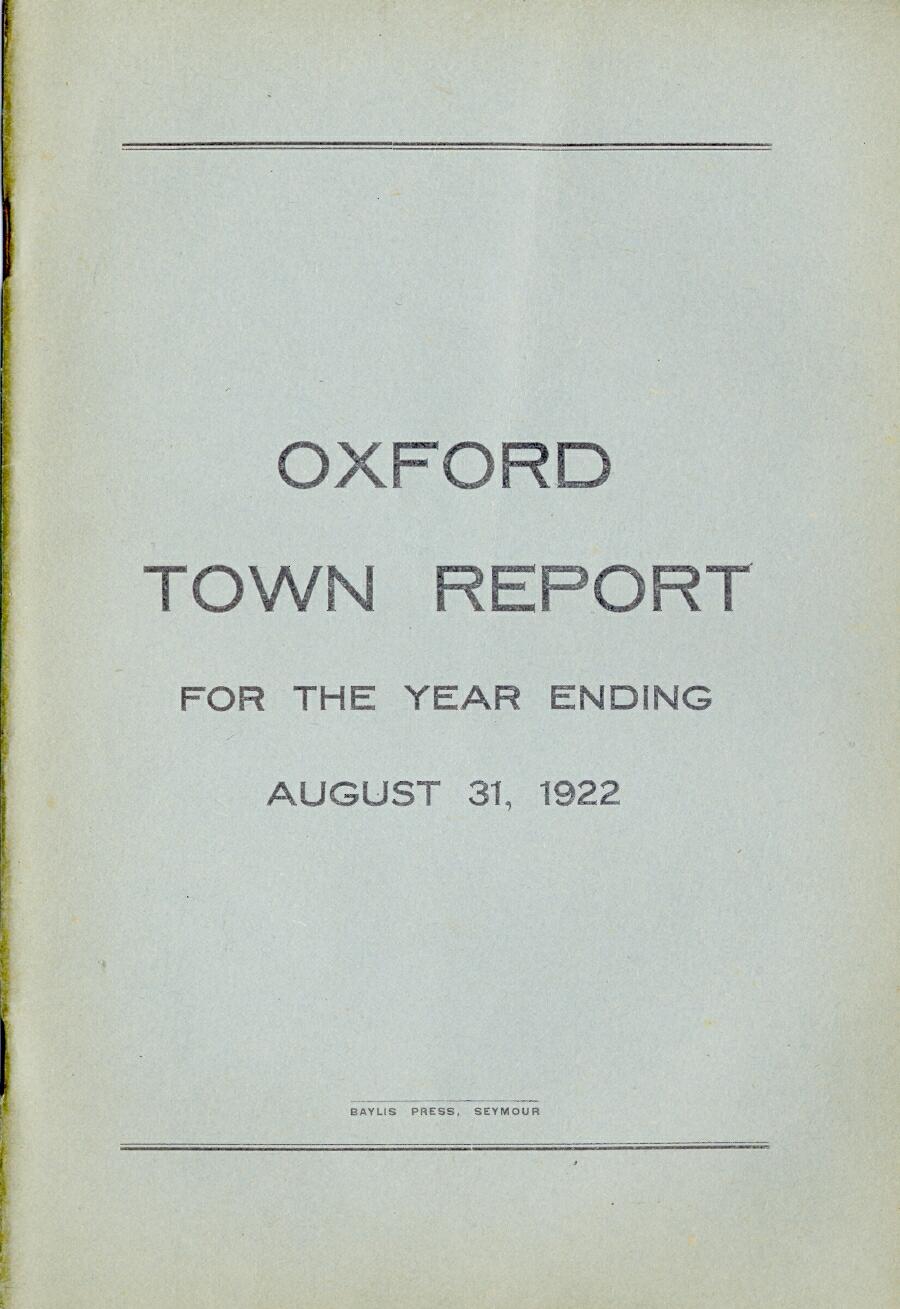 OXFORD
TOWN REPORT
FOR THE YEAR ENDING
AUGUST 31, 1922
BAYLIS PRESS, SEYMOUR